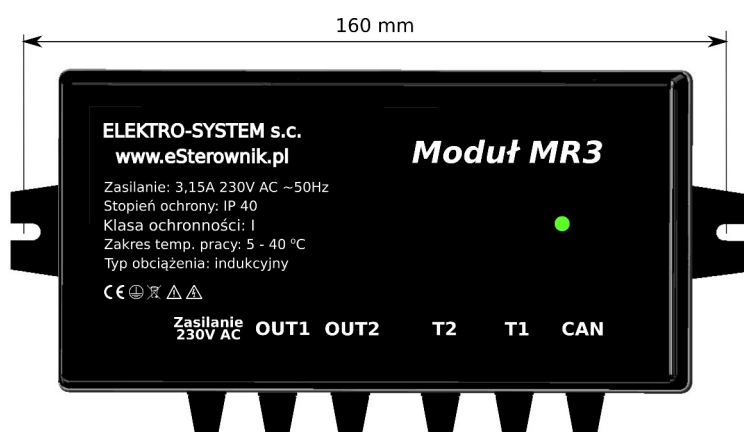 160 mm
ELEKTRO-SYSTEM s.c.
www.eSterownik.pl
Moduł MR3
Zasilanie: 3,15A 230V AC ~50Hz
Stopień ochrony: IP 40
Klasa ochronności: I
Zakres temp. pracy: 5 - 40 °C
Typ obciążenia: indukcyjny
CE
Zasilanie
230V AC OUT1 OUT2 T2 T1 CAN